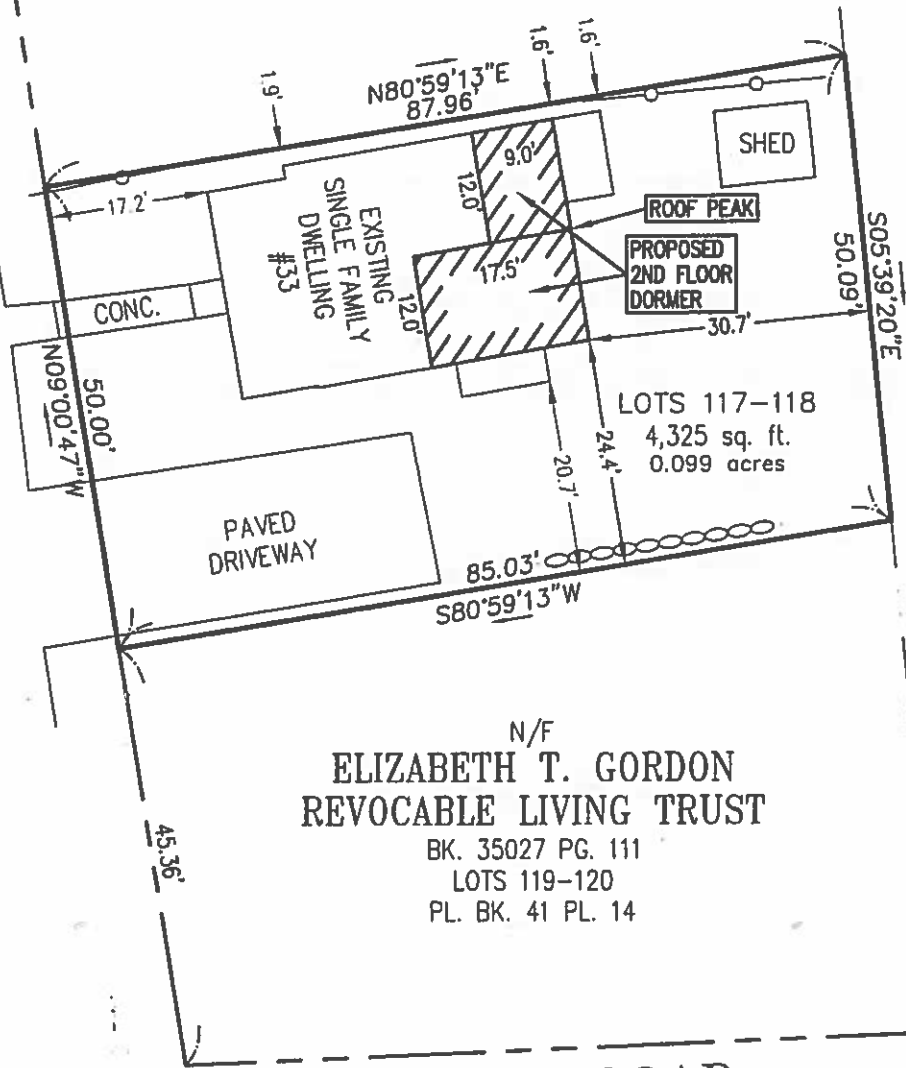 1.9'
N80°59'13"E
87.96'
1.6'
1.6'
17.2'
EXISTING
SINGLE FAMILY
DWELLING
#33
9.0'
12.0'
17.5'
12.0'
SHED
ROOF PEAK
PROPOSED
2ND FLOOR
DORMER
30.7'
S05°39'20"E
50.09'
CONC.
N09°00'47"W
50.00'
LOTS 117-118
4,325 sq. ft.
0.099 acres
20.7'
24.4'
PAVED
DRIVEWAY
85.03'
S80°59'13"W
N/F
ELIZABETH T. GORDON
REVOCABLE LIVING TRUST
BK. 35027 PG. 111
LOTS 119-120
PL. BK. 41 PL. 14
45.36'